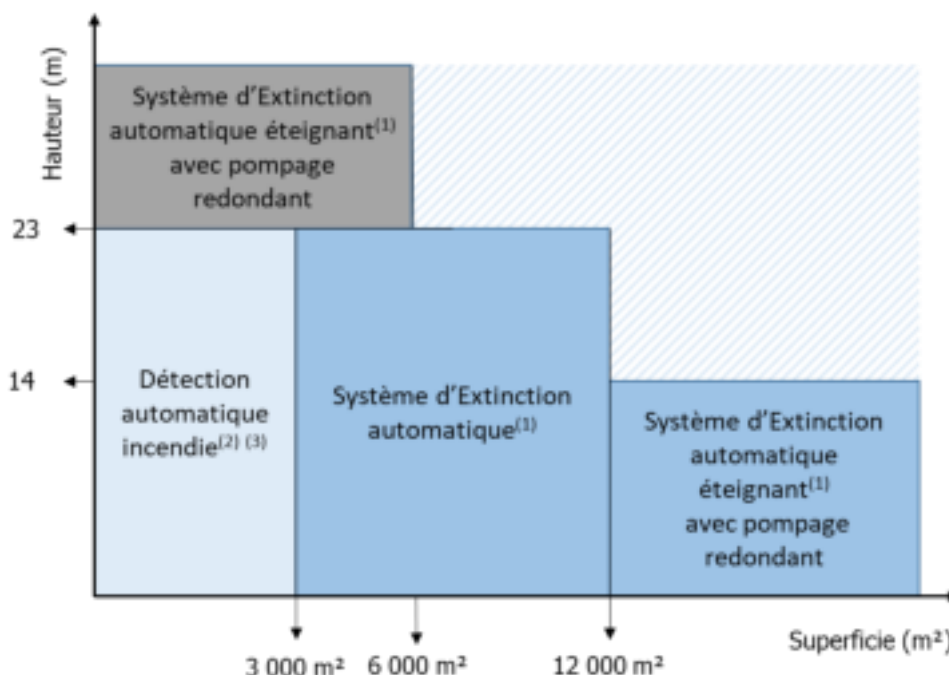 Hauteur (m)
Système d'Extinction
automatique éteignant(1)
avec pompage
redondant
23
14
Détection
automatique
incendie(2) (3)
Système d'Extinction
automatique(1)
Système d'Extinction
automatique
éteignant(1)
avec pompage
redondant
Superficie (m²)
3 000 m²
6 000 m²
12 000 m²